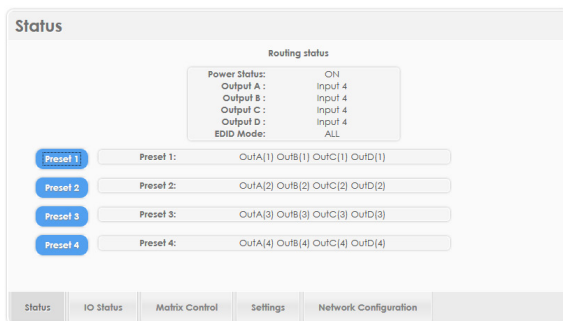 Status
Routing status
Power Status: ON
Output A : Input 4
Output B : Input 4
Output C : Input 4
Output D : Input 4
EDID Mode: ALL
Preset 1 Preset 1: OutA(1) OutB(1) OutC(1) OutD(1)
Preset 2 Preset 2: OutA(2) OutB(2) OutC(2) OutD(2)
Preset 3 Preset 3: OutA(3) OutB(3) OutC(3) OutD(3)
Preset 4 Preset 4: OutA(4) OutB(4) OutC(4) OutD(4)
Status IO Status Matrix Control Settings Network Configuration